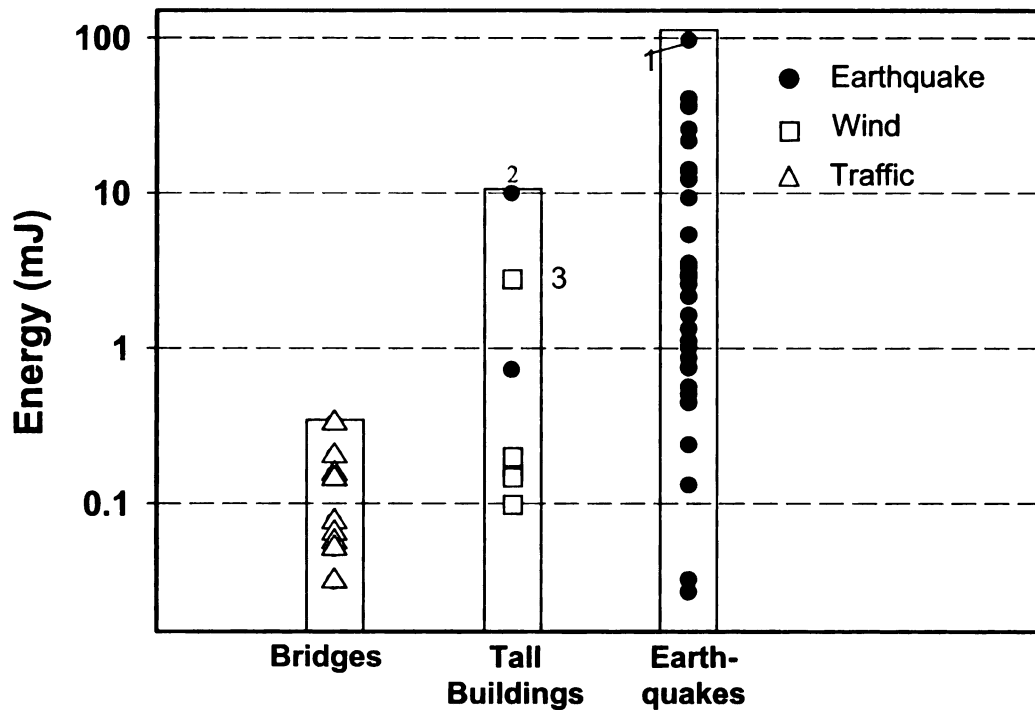 Energy (mJ)
100
10
1
0.1
1
2
3
Earthquake
Wind
Traffic
Bridges
Tall
Buildings
Earth-
quakes